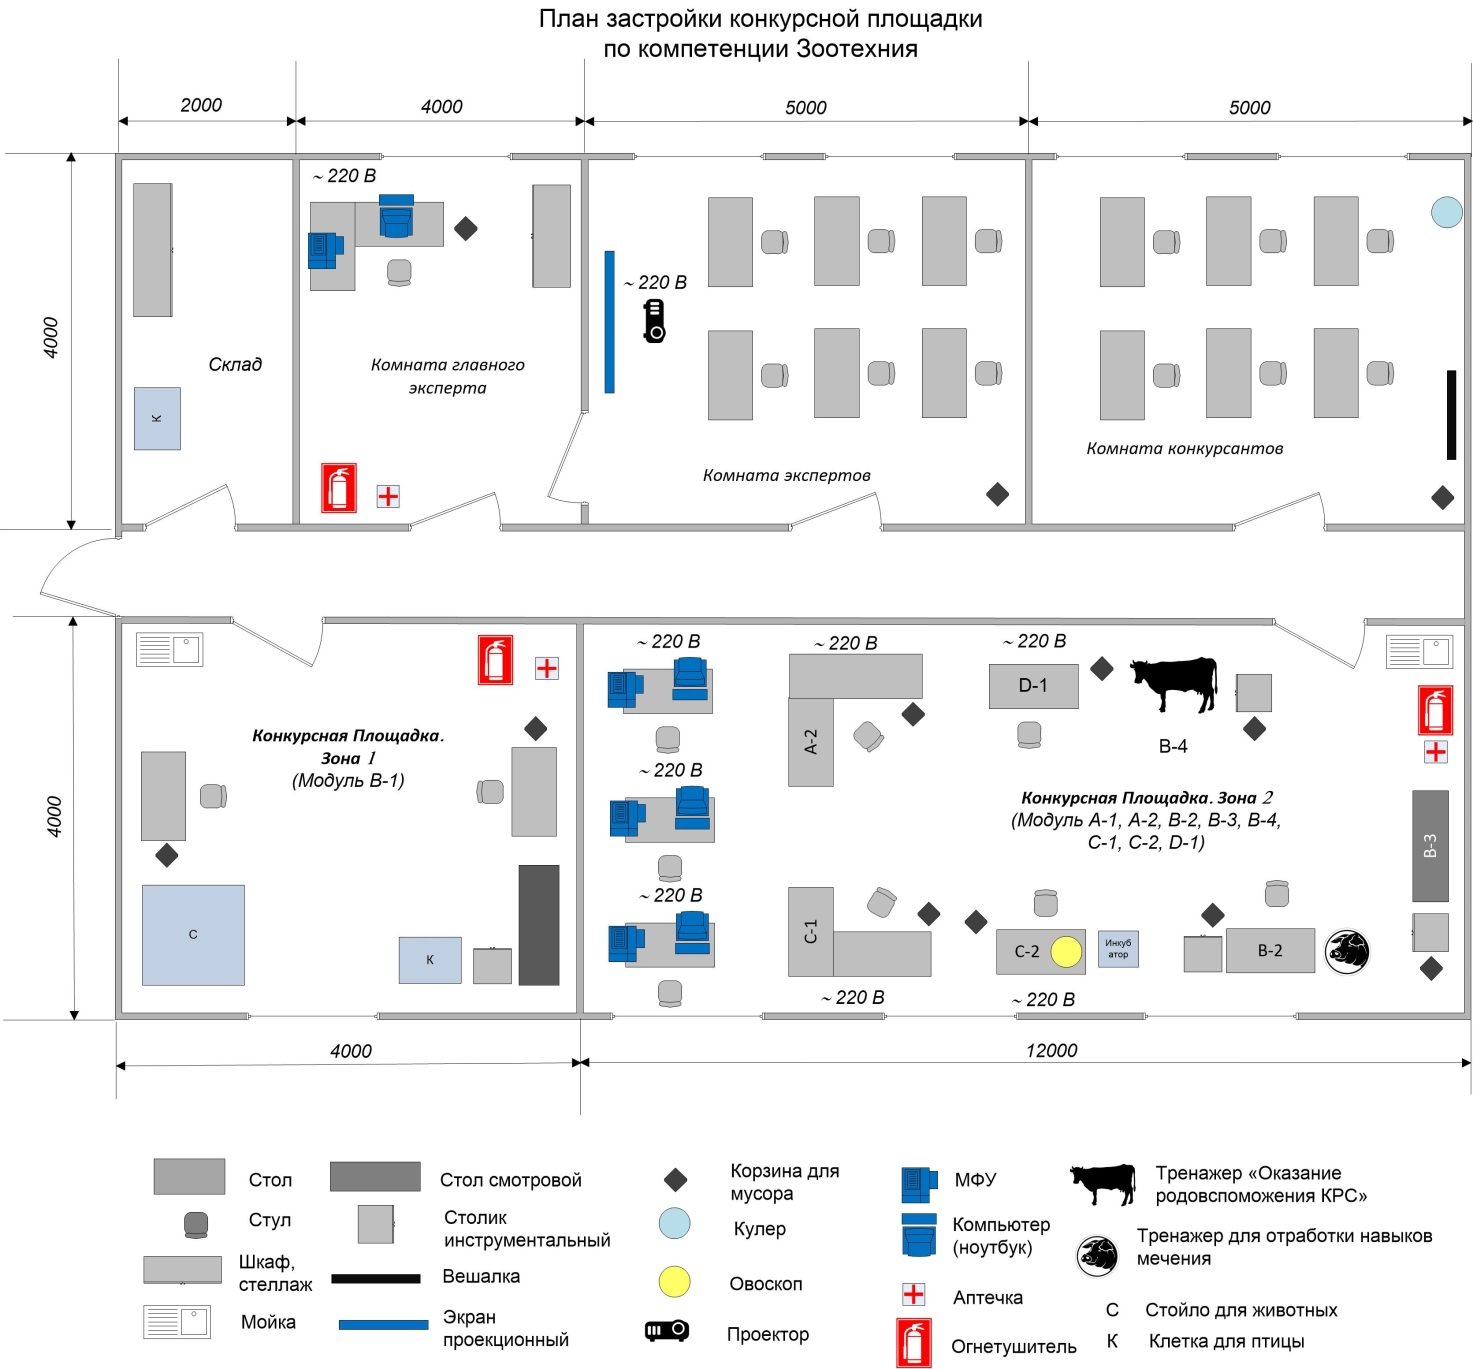 План застройки конкурсной площадки
по компетенции Зоотехния
2000
4000
5000
5000
4000
~ 220 В
Склад
К
Комната главного
эксперта
~ 220 В
Комната экспертов
Комната конкурсантов
4000
Конкурсная Площадка.
Зона 1
(Модуль В-1)
С
К
~ 220 В
~ 220 В
~ 220 В
~ 220 В
A-2
~ 220 В
D-1
В-4
Конкурсная Площадка. Зона 2
(Модуль А-1, А-2, В-2, В-3, В-4,
С-1, С-2, D-1)
В-3
С-1
С-2
Инкуб
атор
В-2
~ 220 В
~ 220 В
4000
12000
Стол
Стул
Шкаф,
стеллаж
Мойка
Стол смотровой
Столик
инструментальный
Вешалка
Экран
проекционный
Корзина для
мусора
Кулер
Овоскоп
Проектор
МФУ
Компьютер
(ноутбук)
Аптечка
Огнетушитель
Тренажер «Оказание
родовспоможения КРС»
Тренажер для отработки навыков
мечения
С Стойло для животных
К Клетка для птицы